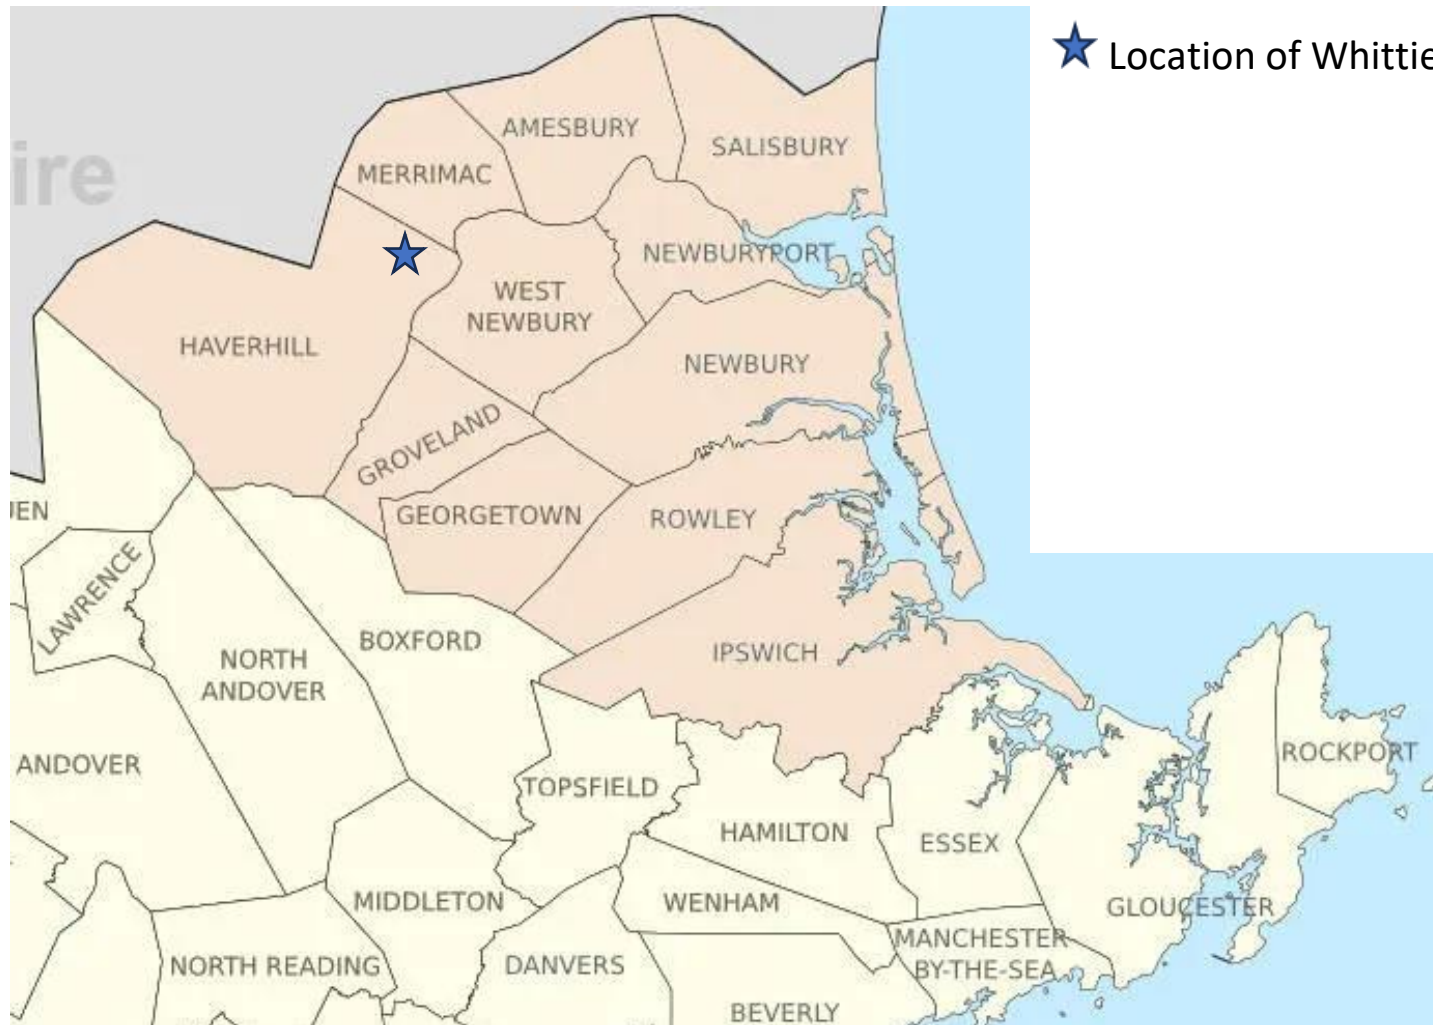 Location of Whittie
AMESBURY
SALISBURY
ire
MERRIMAC
NEWBURYPORT
WEST
NEWBURY
HAVERHILL
NEWBURY
GROVELAND
GEORGETOWN
ROWLEY
UEN
LAWRENCE
BOXFORD
IPSWICH
NORTH
ANDOVER
ANDOVER
ROCKPORT
TOPSFIELD
HAMILTON
ESSEX
MIDDLETON
WENHAM
GLOUCESTER
MANCHESTER
BY-THE-SEA
NORTH READING
DANVERS
BEVERLY